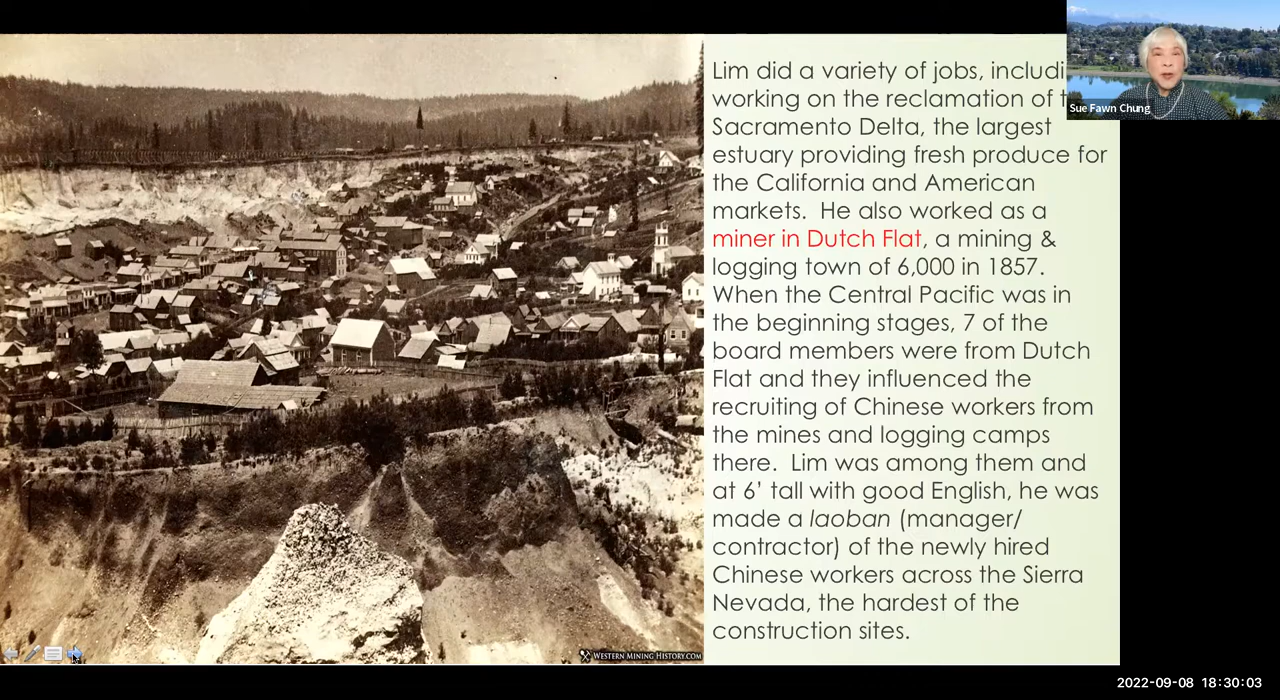 Lim did a variety of jobs, includi
working on the reclamation of t
Sacramento Delta, the largest
estuary providing fresh produce for
the California and American
markets.  He also worked as a
miner in Dutch Flat, a mining &
logging town of 6,000 in 1857.
When the Central Pacific was in
the beginning stages, 7 of the
board members were from Dutch
Flat and they influenced the
recruiting of Chinese workers from
the mines and logging camps
there.  Lim was among them and
at 6’ tall with good English, he was
made a laoban (manager/
contractor) of the newly hired
Chinese workers across the Sierra
Nevada, the hardest of the
construction sites.
Sue Fawn Chung
WESTERN MINING HISTORY.COM
2022-09-08 18:30:03